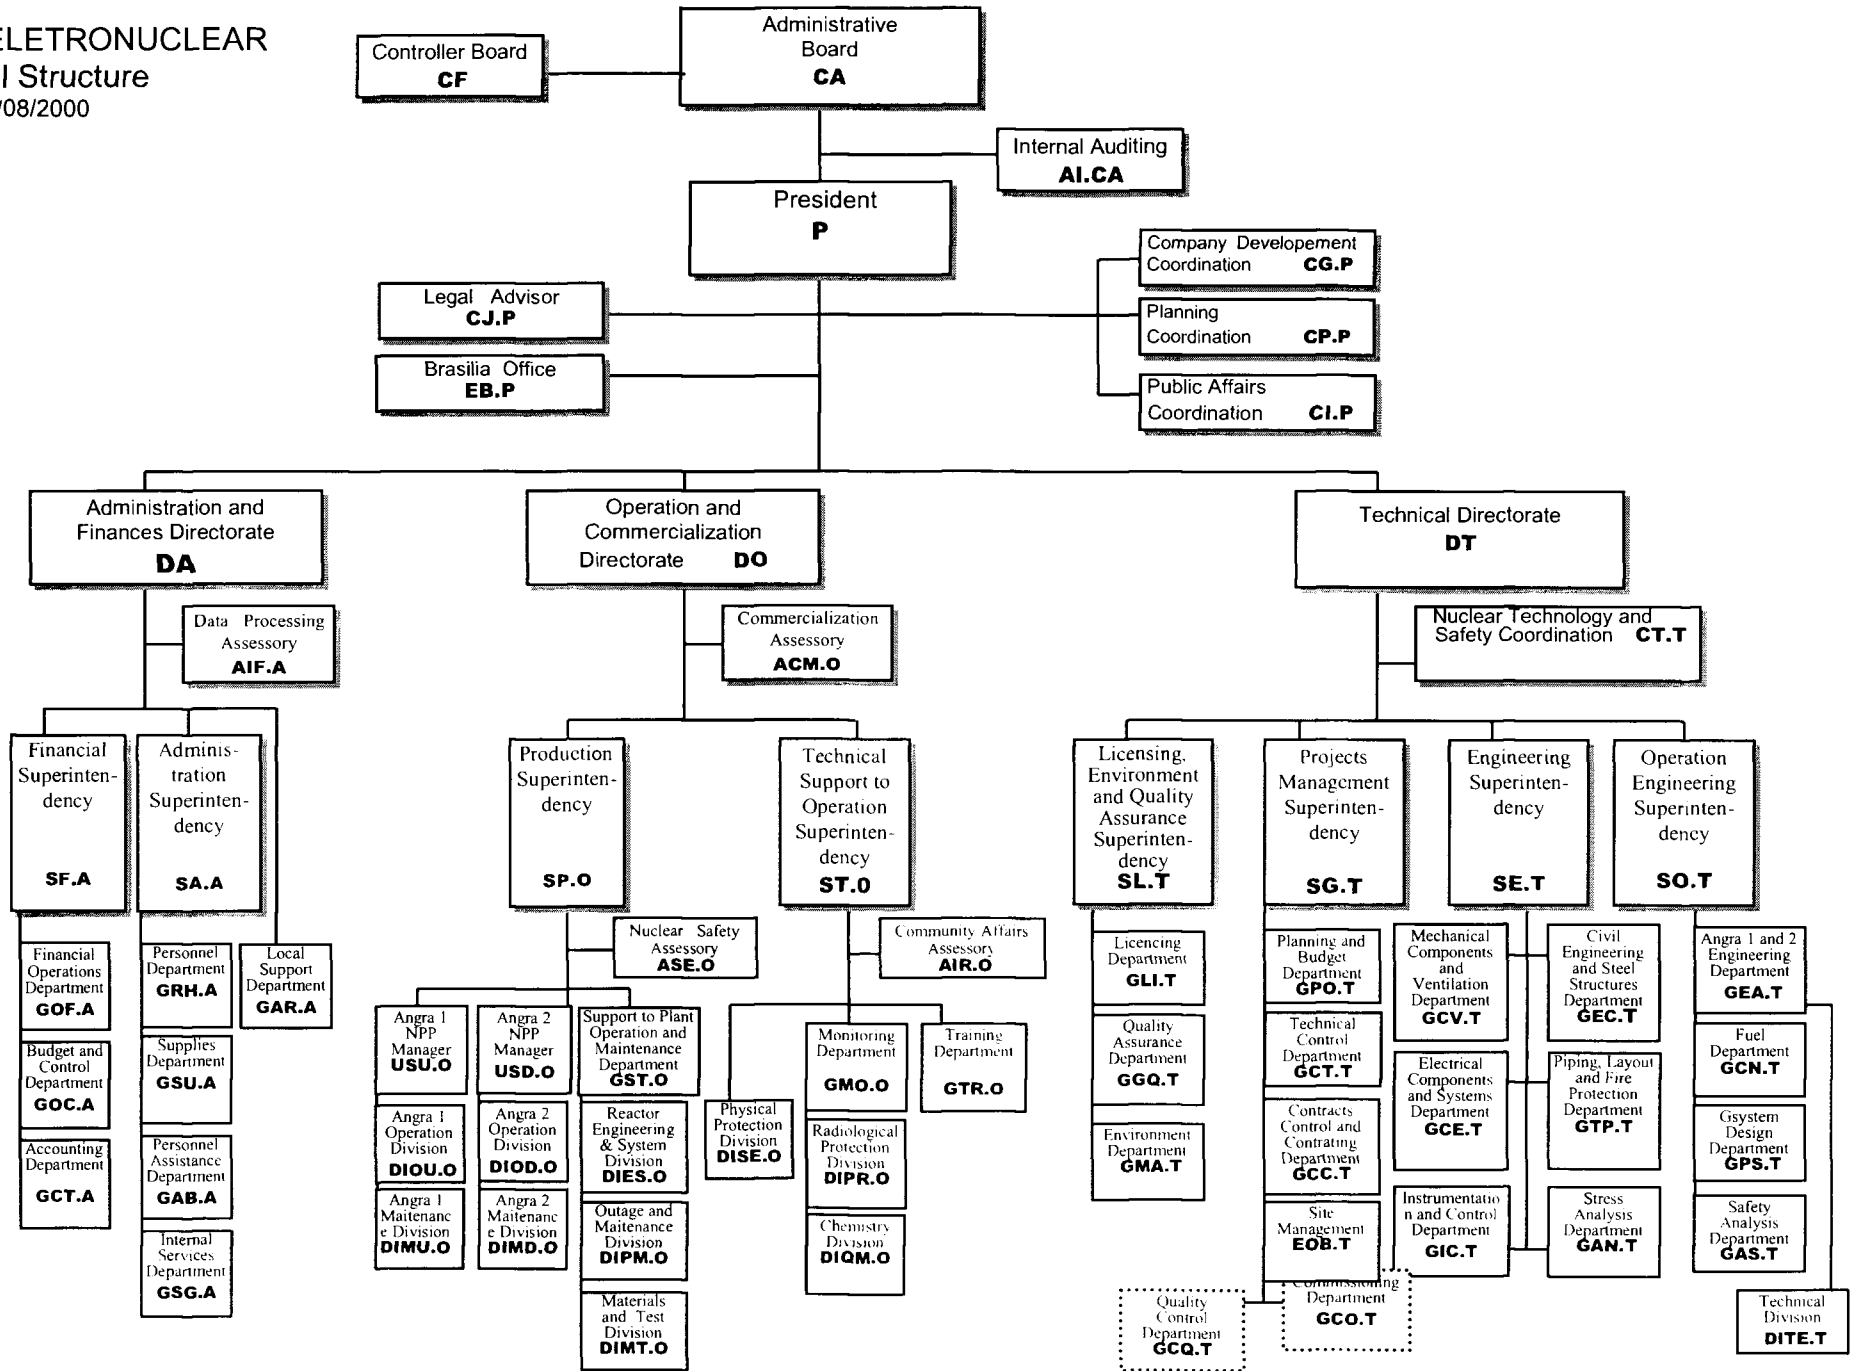 ELETRONUCLEAR
l Structure
/08/2000
Controller Board
CF
Administrative
Board
CA
Internal Auditing
AI.CA
President
P
Company Developement
Coordination CG.P
Planning
Coordination CP.P
Public Affairs
Coordination CI.P
Legal Advisor
CJ.P
Brasilia Office
EB.P
Administration and
Finances Directorate
DA
Operation and
Commercialization
Directorate DO
Technical Directorate
DT
Data Processing
Assessory
AIF.A
Commercialization
Assessory
ACM.O
Nuclear Technology and
Safety Coordination CT.T
Financial
Superinten-
dency
SF.A
Adminis-
tration
Superinten-
dency
SA.A
Production
Superinten-
dency
SP.O
Technical
Support to
Operation
Superinten-
dency
ST.0
Licensing,
Environment
and Quality
Assurance
Superinten-
dency
SL.T
Projects
Management
Superinten-
dency
SG.T
Engineering
Superinten-
dency
SE.T
Operation
Engineering
Superinten-
dency
SO.T
Financial
Operations
Department
GOF.A
Budget and
Control
Department
GOC.A
Accounting
Department
GCT.A
Personnel
Department
GRH.A
Supplies
Department
GSU.A
Personnel
Assistance
Department
GAB.A
Internal
Services
Department
GSG.A
Local
Support
Department
GAR.A
Nuclear Safety
Assessory
ASE.O
Angra 1
NPP
Manager
USU.O
Angra 1
Operation
Division
DIOU.O
Angra 1
Maitenanc
e Division
DIMU.O
Angra 2
NPP
Manager
USD.O
Angra 2
Operation
Division
DIOD.O
Angra 2
Maitenanc
e Division
DIMD.O
Support to Plant
Operation and
Maintenance
Department
GST.O
Reactor
Engineering
& System
Division
DIES.O
Outage and
Maitenance
Division
DIPM.O
Materials
and Test
Division
DIMT.O
Community Affairs
Assessory
AIR.O
Physical
Protection
Division
DISE.O
Monitoring
Department
GMO.O
Radiological
Protection
Division
DIPR.O
Chemistry
Division
DIQM.O
Training
Department
GTR.O
Licencing
Department
GLI.T
Quality
Assurance
Department
GGQ.T
Environment
Department
GMA.T
Planning and
Budget
Department
GPO.T
Technical
Control
Department
GCT.T
Contracts
Control and
Contrating
Department
GCC.T
Site
Management
EOB.T
Quality
Control
Department
GCQ.T
Commissioning
Department
GCO.T
Mechanical
Components
and
Ventilation
Department
GCV.T
Electrical
Components
and Systems
Department
GCE.T
Instrumentatio
n and Control
Department
GIC.T
Civil
Engineering
and Steel
Structures
Department
GEC.T
Piping, Layout
and Fire
Protection
Department
GTP.T
Stress
Analysis
Department
GAN.T
Angra 1 and 2
Engineering
Department
GEA.T
Fuel
Department
GCN.T
Gsystem
Design
Department
GPS.T
Safety
Analysis
Department
GAS.T
Technical
Division
DITE.T